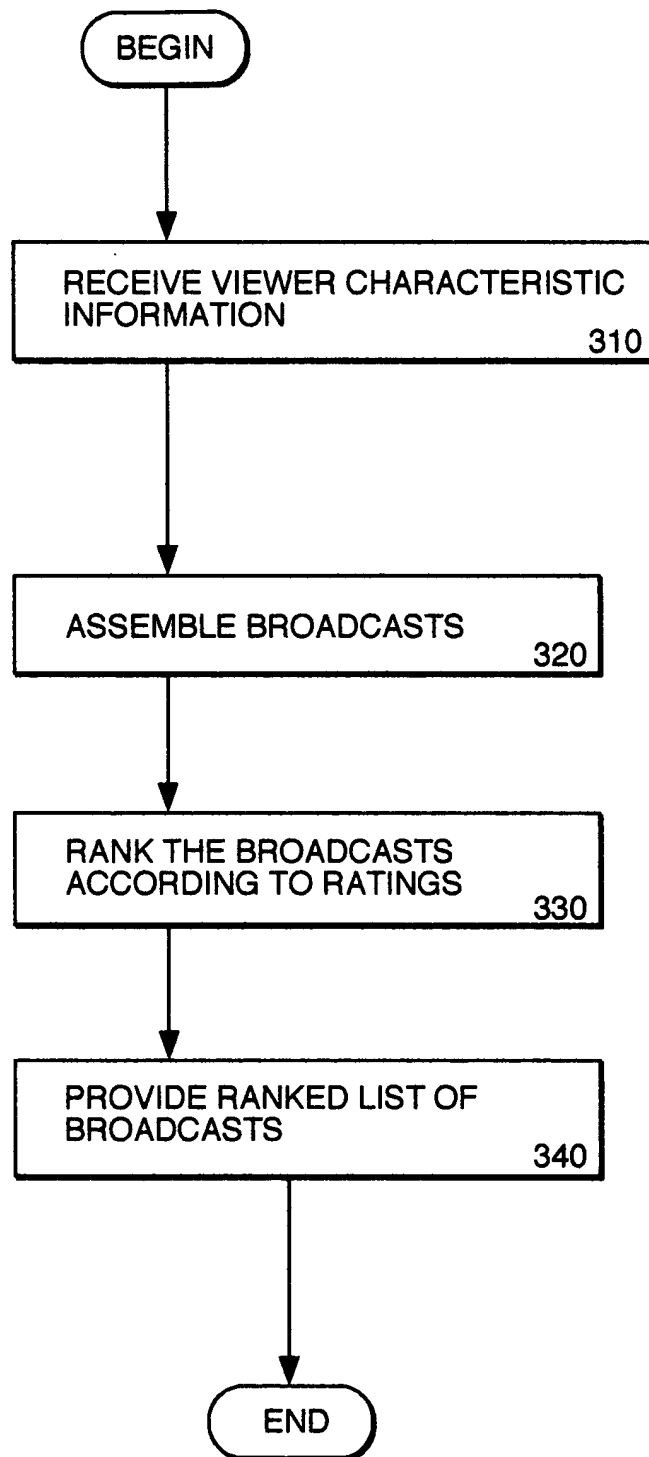 BEGIN
RECEIVE VIEWER CHARACTERISTIC
INFORMATION
310
ASSEMBLE BROADCASTS
320
RANK THE BROADCASTS
ACCORDING TO RATINGS
330
PROVIDE RANKED LIST OF
BROADCASTS
340
END